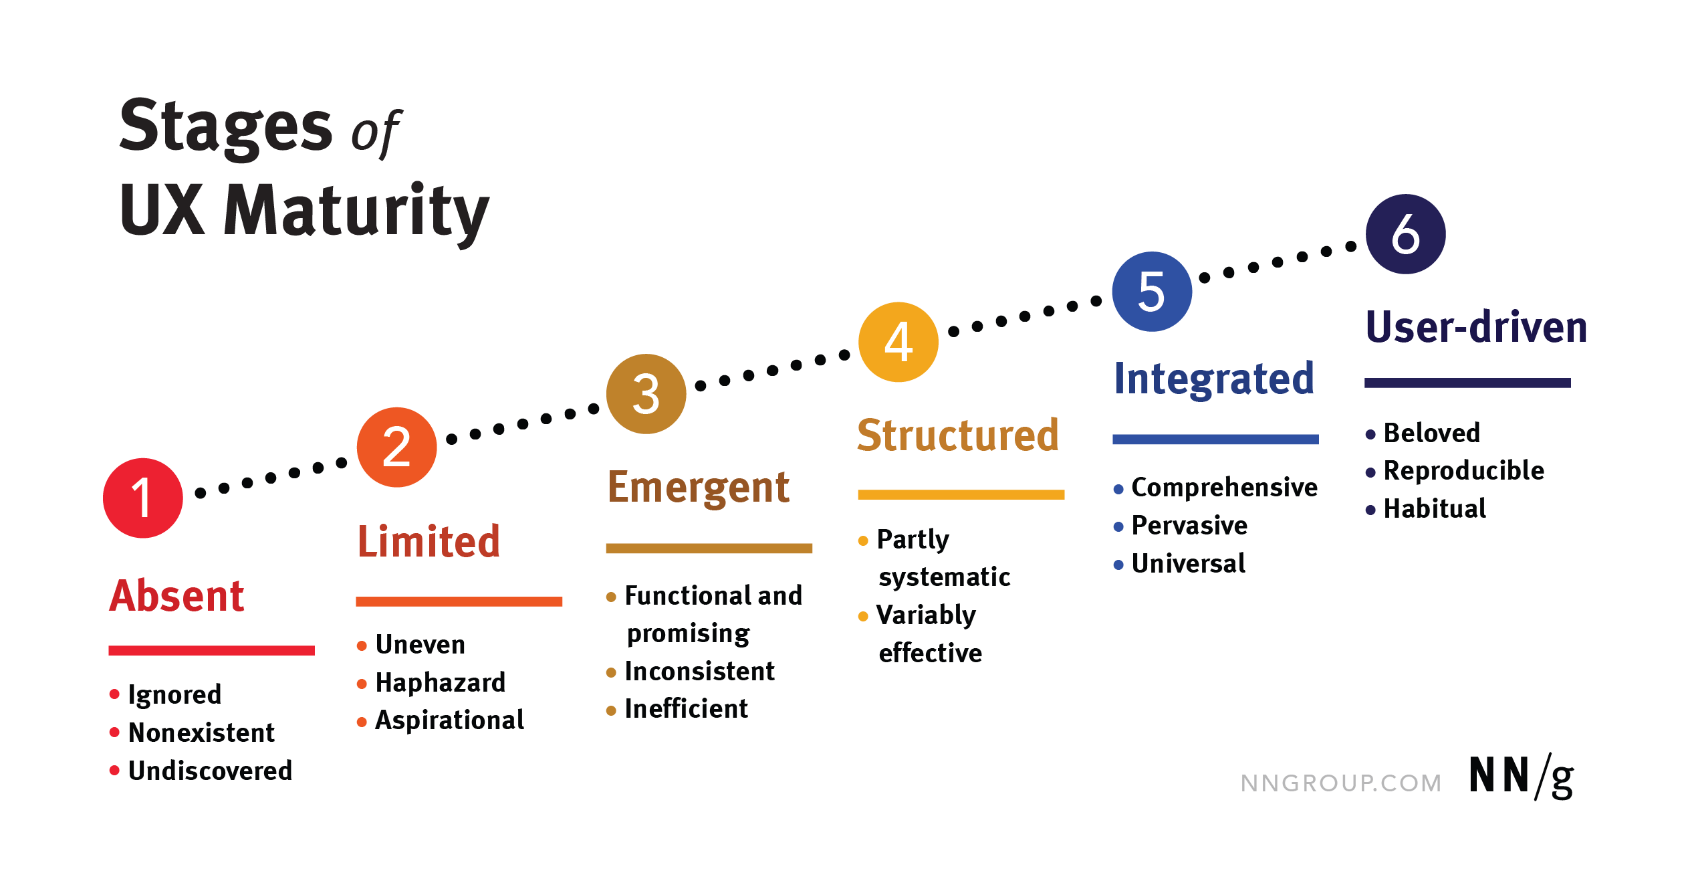 Stages of
UX Maturity
1
Absent
• Ignored
• Nonexistent
• Undiscovered
2
Limited
• Uneven
• Haphazard
• Aspirational
3
Emergent
• Functional and
promising
• Inconsistent
• Inefficient
4
Structured
• Partly
systematic
• Variably
effective
5
Integrated
• Comprehensive
• Pervasive
• Universal
6
User-driven
• Beloved
• Reproducible
• Habitual
NNGROUP.COM NN/g